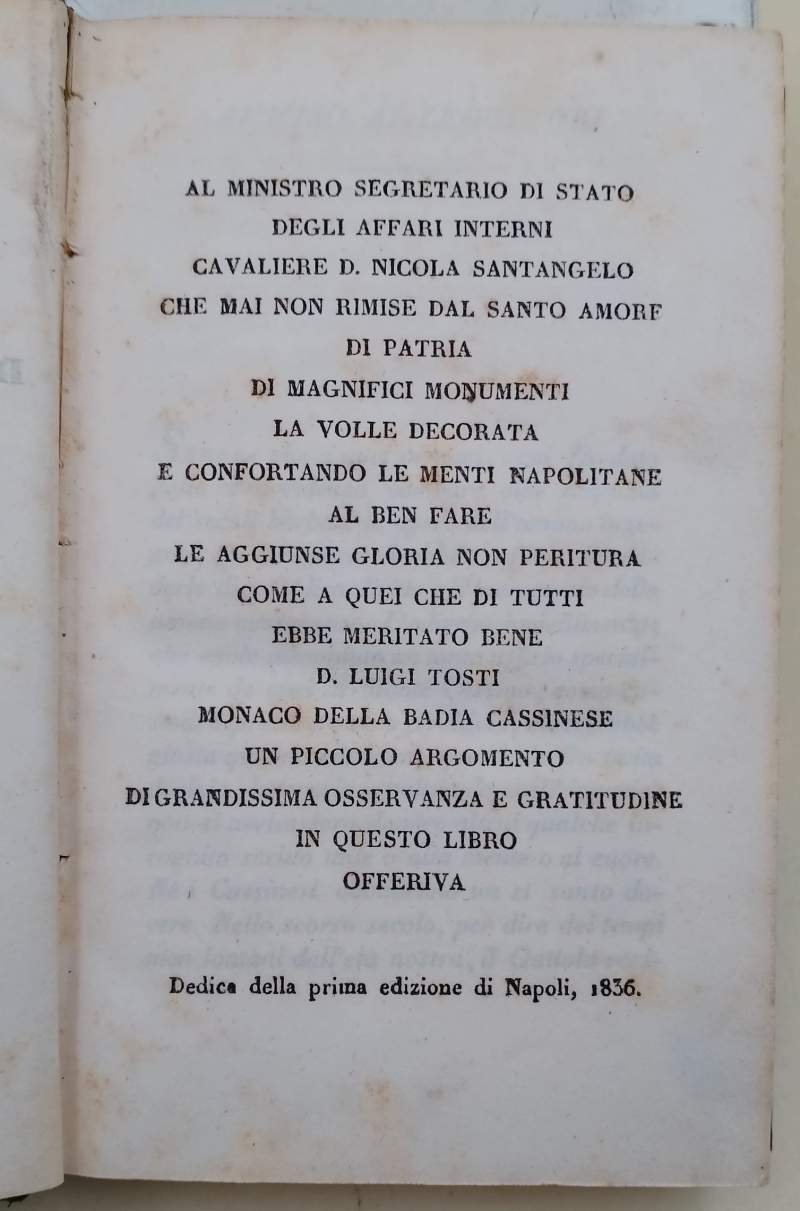 AL MINISTRO SEGRETARIO DI STATO
DEGLI AFFARI INTERNI
CAVALIERE D. NICOLA SANTANGELO
CHE MAI NON RIMISE DAL SANTO AMORE
DI PATRIA
DI MAGNIFICI MONUMENTI
LA VOLLE DECORATA
E CONFORTANDO LE MENTI NAPOLITANE
AL BEN FARE
LE AGGIUNSE GLORIA NON PERITURA
COME A QUEI CHE DI TUTTI
EBBE MERITATO BENE
D. LUIGI TOSTI
MONACO DELLA BADIA CASSINESE
UN PICCOLO ARGOMENTO
DI GRANDISSIMA OSSERVANZA E GRATITUDINE
IN QUESTO LIBRO
OFFERIVA
Dedica della prima edizione di Napoli, 1836.